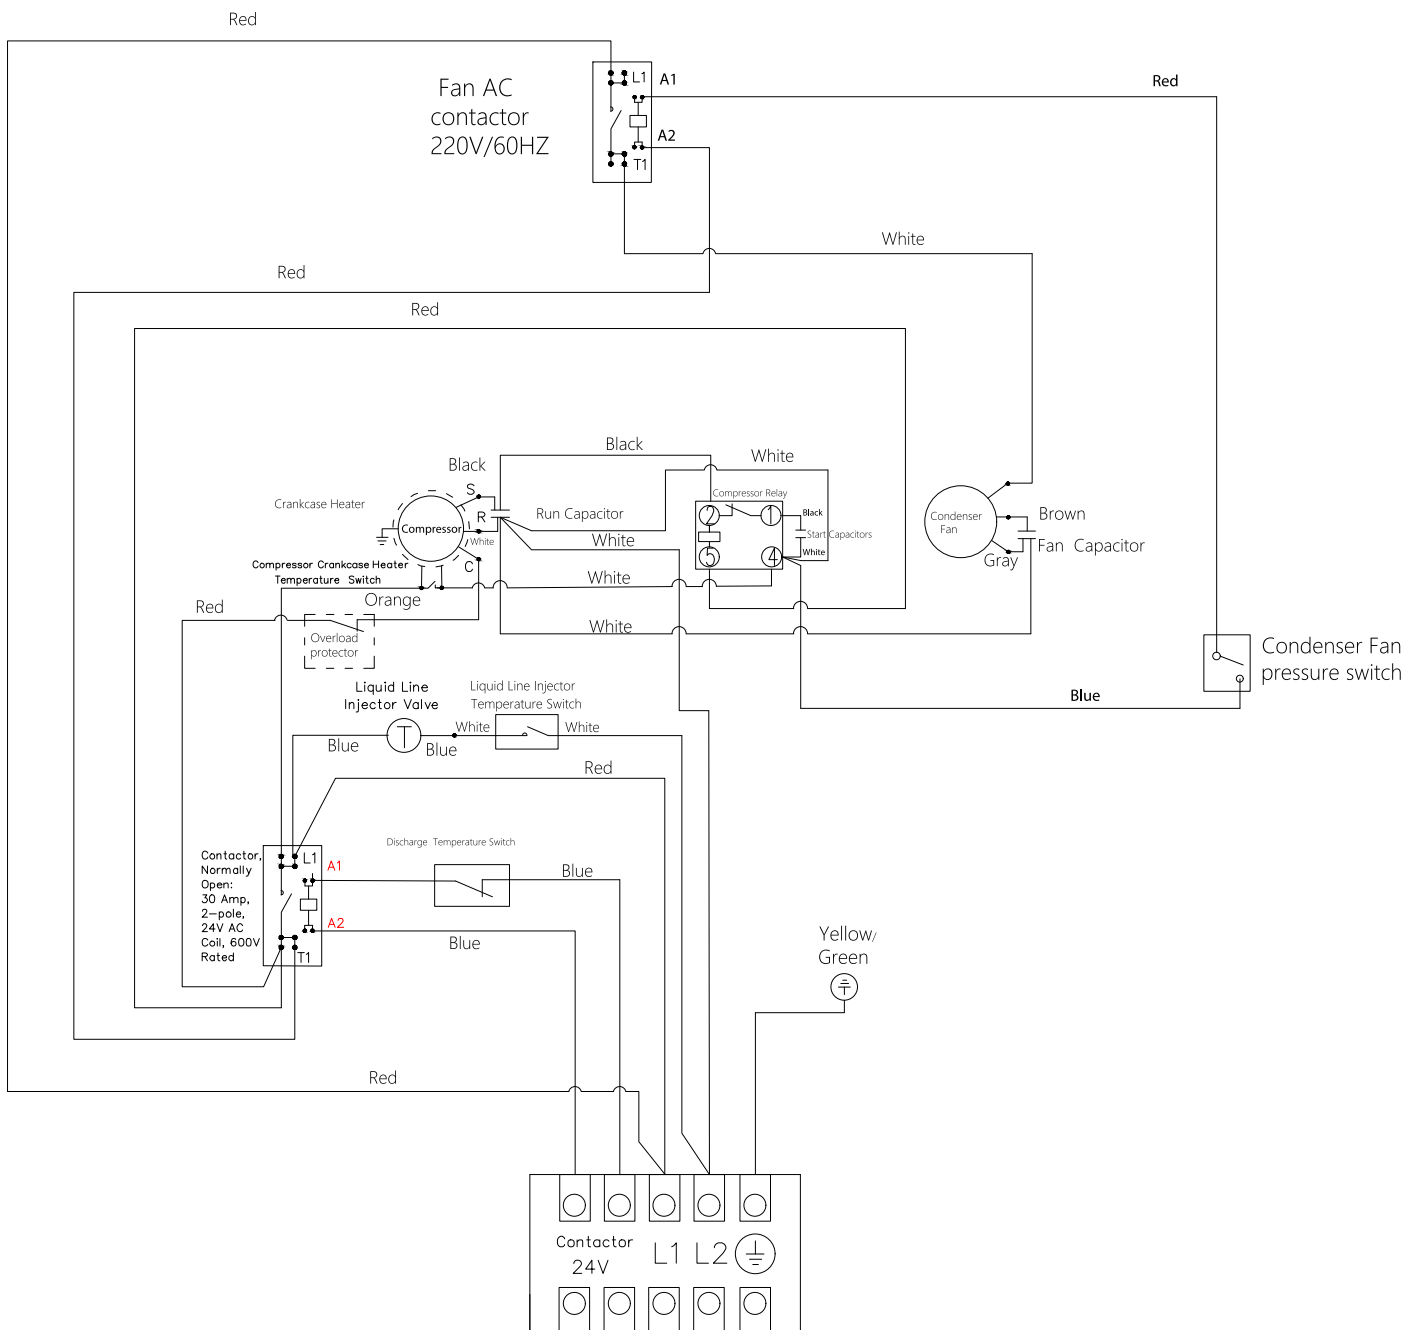 Red
Fan AC
contactor
220V/60HZ
L1
A1
Red
A2
T1
White
Red
Red
Black
White
Black
Compressor Relay
S
Crankcase Heater
R
Run Capacitor
2
1
Black
Start Capacitors
Compressor
White
White
5
4
White
Condenser
Fan
Brown
Fan Capacitor
Gray
C
Compressor Crankcase Heater
Temperature Switch
White
Orange
Red
White
Overload
protector
Condenser Fan
pressure switch
Blue
Liquid Line
Injector Valve
Liquid Line Injector
Temperature Switch
White
White
T
Blue
Blue
Red
Discharge Temperature Switch
Contactor,
Normally
Open:
30 Amp,
2-pole,
24V AC
Coil, 600V
Rated
L1
A1
Blue
A2
Blue
T1
Yellow/
Green
Red
Contactor
24V
L1
L2